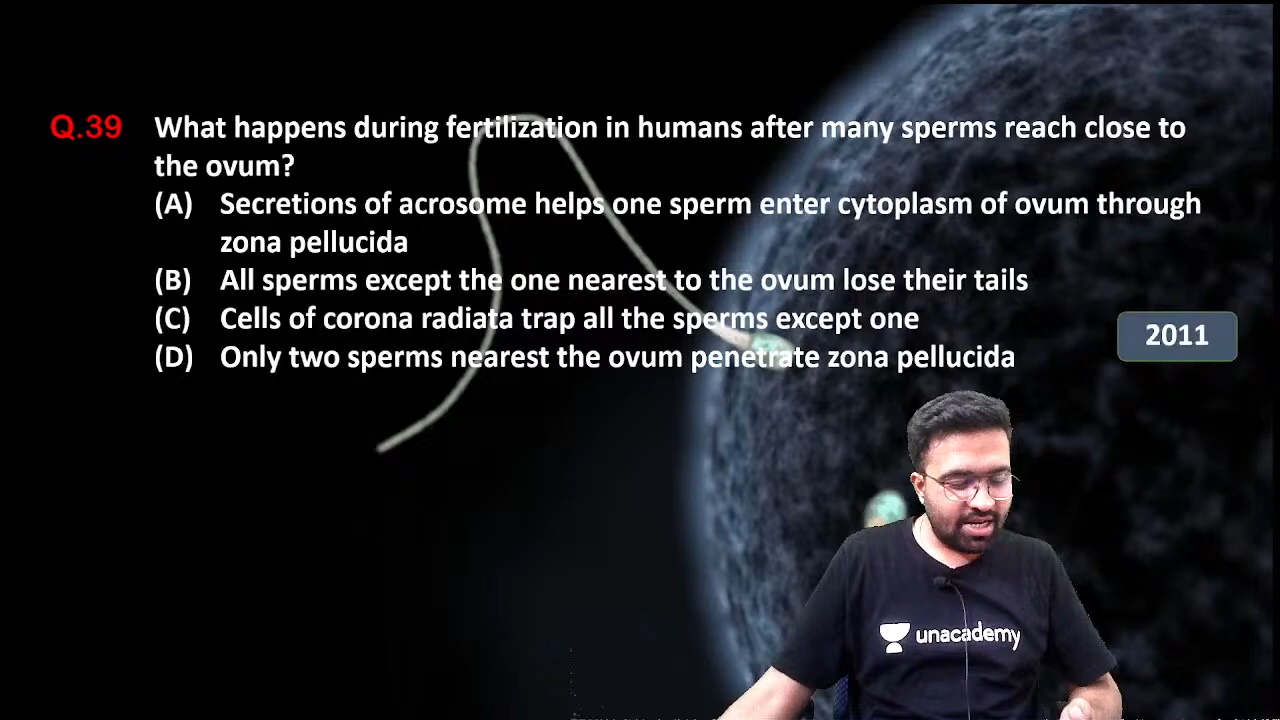 Q.39 What happens during fertilization in humans after many sperms reach close to
the ovum?
(A) Secretions of acrosome helps one sperm enter cytoplasm of ovum through
zona pellucida
(B) All sperms except the one nearest to the ovum lose their tails
(C) Cells of corona radiata trap all the sperms except one
(D) Only two sperms nearest the ovum penetrate zona pellucida
2011
unacademy